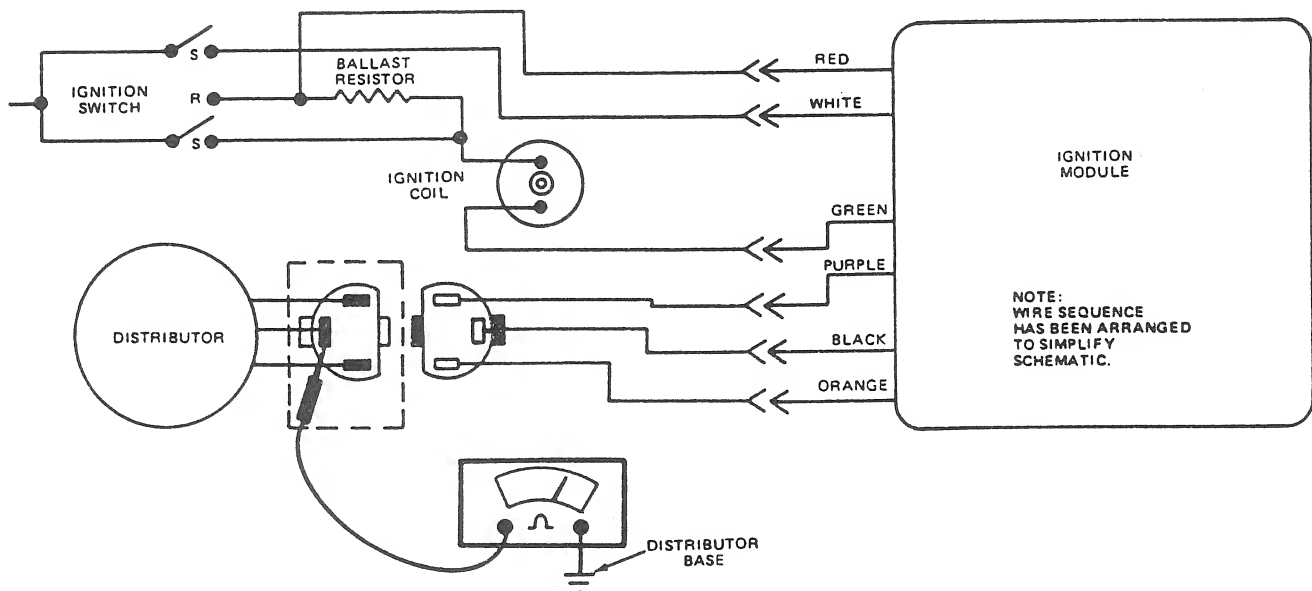 S
BALLAST
RESISTOR
IGNITION
SWITCH
R
S
RED
WHITE
IGNITION
COIL
IGNITION
MODULE
GREEN
PURPLE
DISTRIBUTOR
NOTE:
WIRE SEQUENCE
HAS BEEN ARRANGED
TO SIMPLIFY
SCHEMATIC.
BLACK
ORANGE
Ω
DISTRIBUTOR
BASE